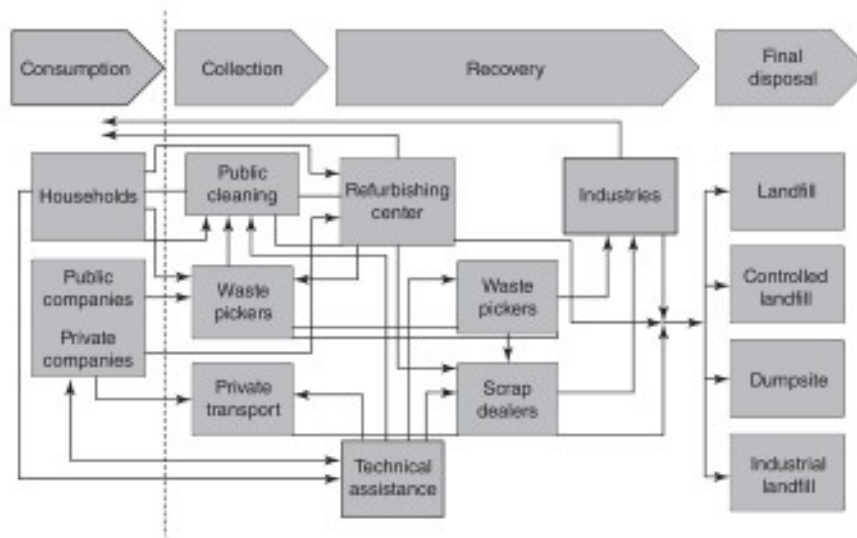 Consumption
Collection
Recovery
Final
disposal
Households
Public
cleaning
Refurbishing
center
Industries
Landfill
Public
companies
Private
companies
Waste
pickers
Waste
pickers
Controlled
landfill
Private
transport
Scrap
dealers
Dumpsite
Technical
assistance
Industrial
landfill